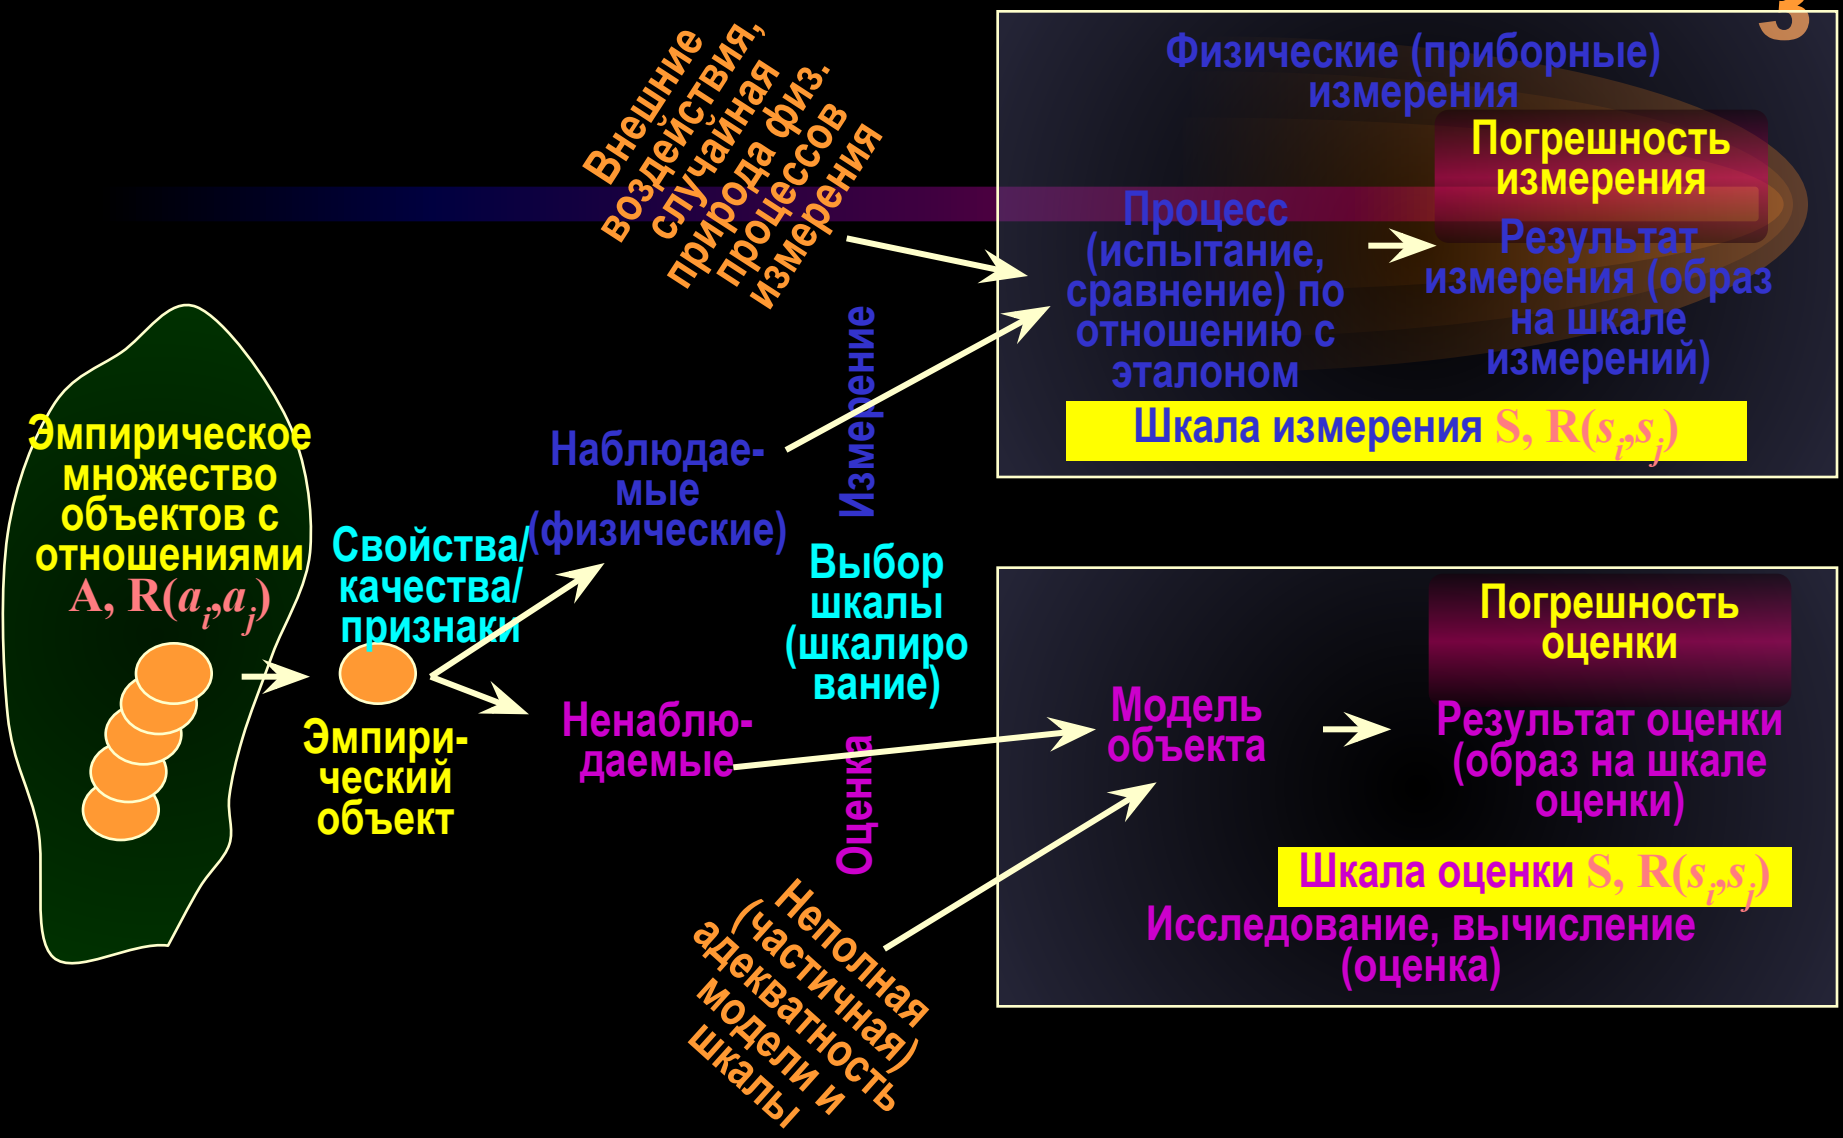 3
Внешние
воздействия,
случайная
природа физ.
процессов
измерения
Физические (приборные)
измерения
Погрешность
измерения
Процесс
(испытание,
сравнение) по
отношению с
эталоном
Результат
измерения (образ
на шкале
измерений)
Шкала измерения S, R(si,sj)
Эмпирическое
множество
объектов с
отношениями
A, R(ai,aj)
Свойства/
качества/
признаки
Эмпири-
ческий
объект
Наблюдае-
мые
(физические)
Измерение
Выбор
шкалы
(шкалиро
вание)
Ненаблю-
даемые
Оценка
Погрешность
оценки
Модель
объекта
Результат оценки
(образ на шкале
оценки)
Шкала оценки S, R(si,sj)
Исследование, вычисление
(оценка)
Неполная
(частичная)
адекватность
модели и
шкалы